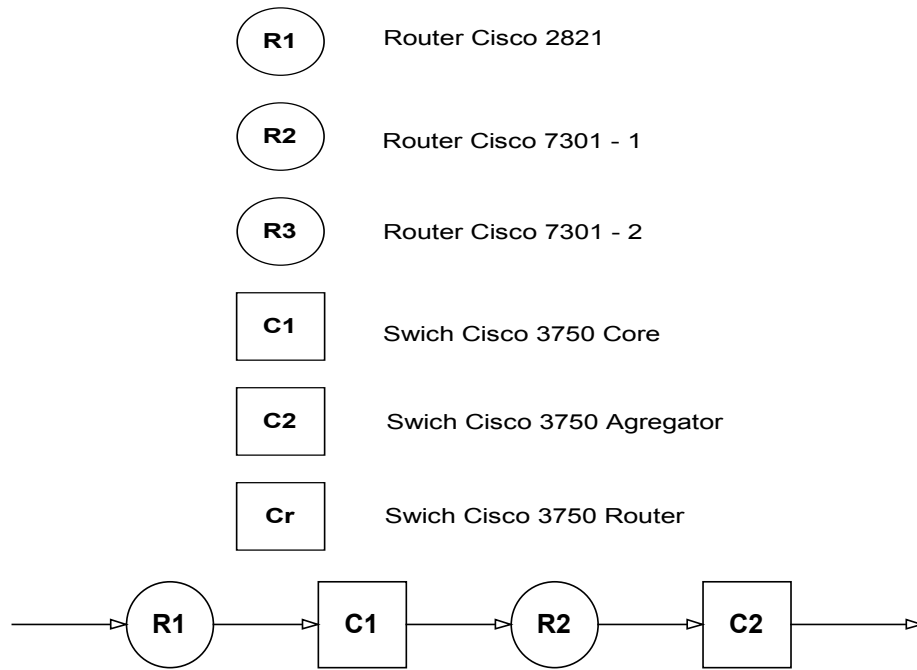 R1 Router Cisco 2821
R2 Router Cisco 7301 - 1
R3 Router Cisco 7301 - 2
C1 Swich Cisco 3750 Core
C2 Swich Cisco 3750 Agregator
Cr Swich Cisco 3750 Router
R1 C1 R2 C2